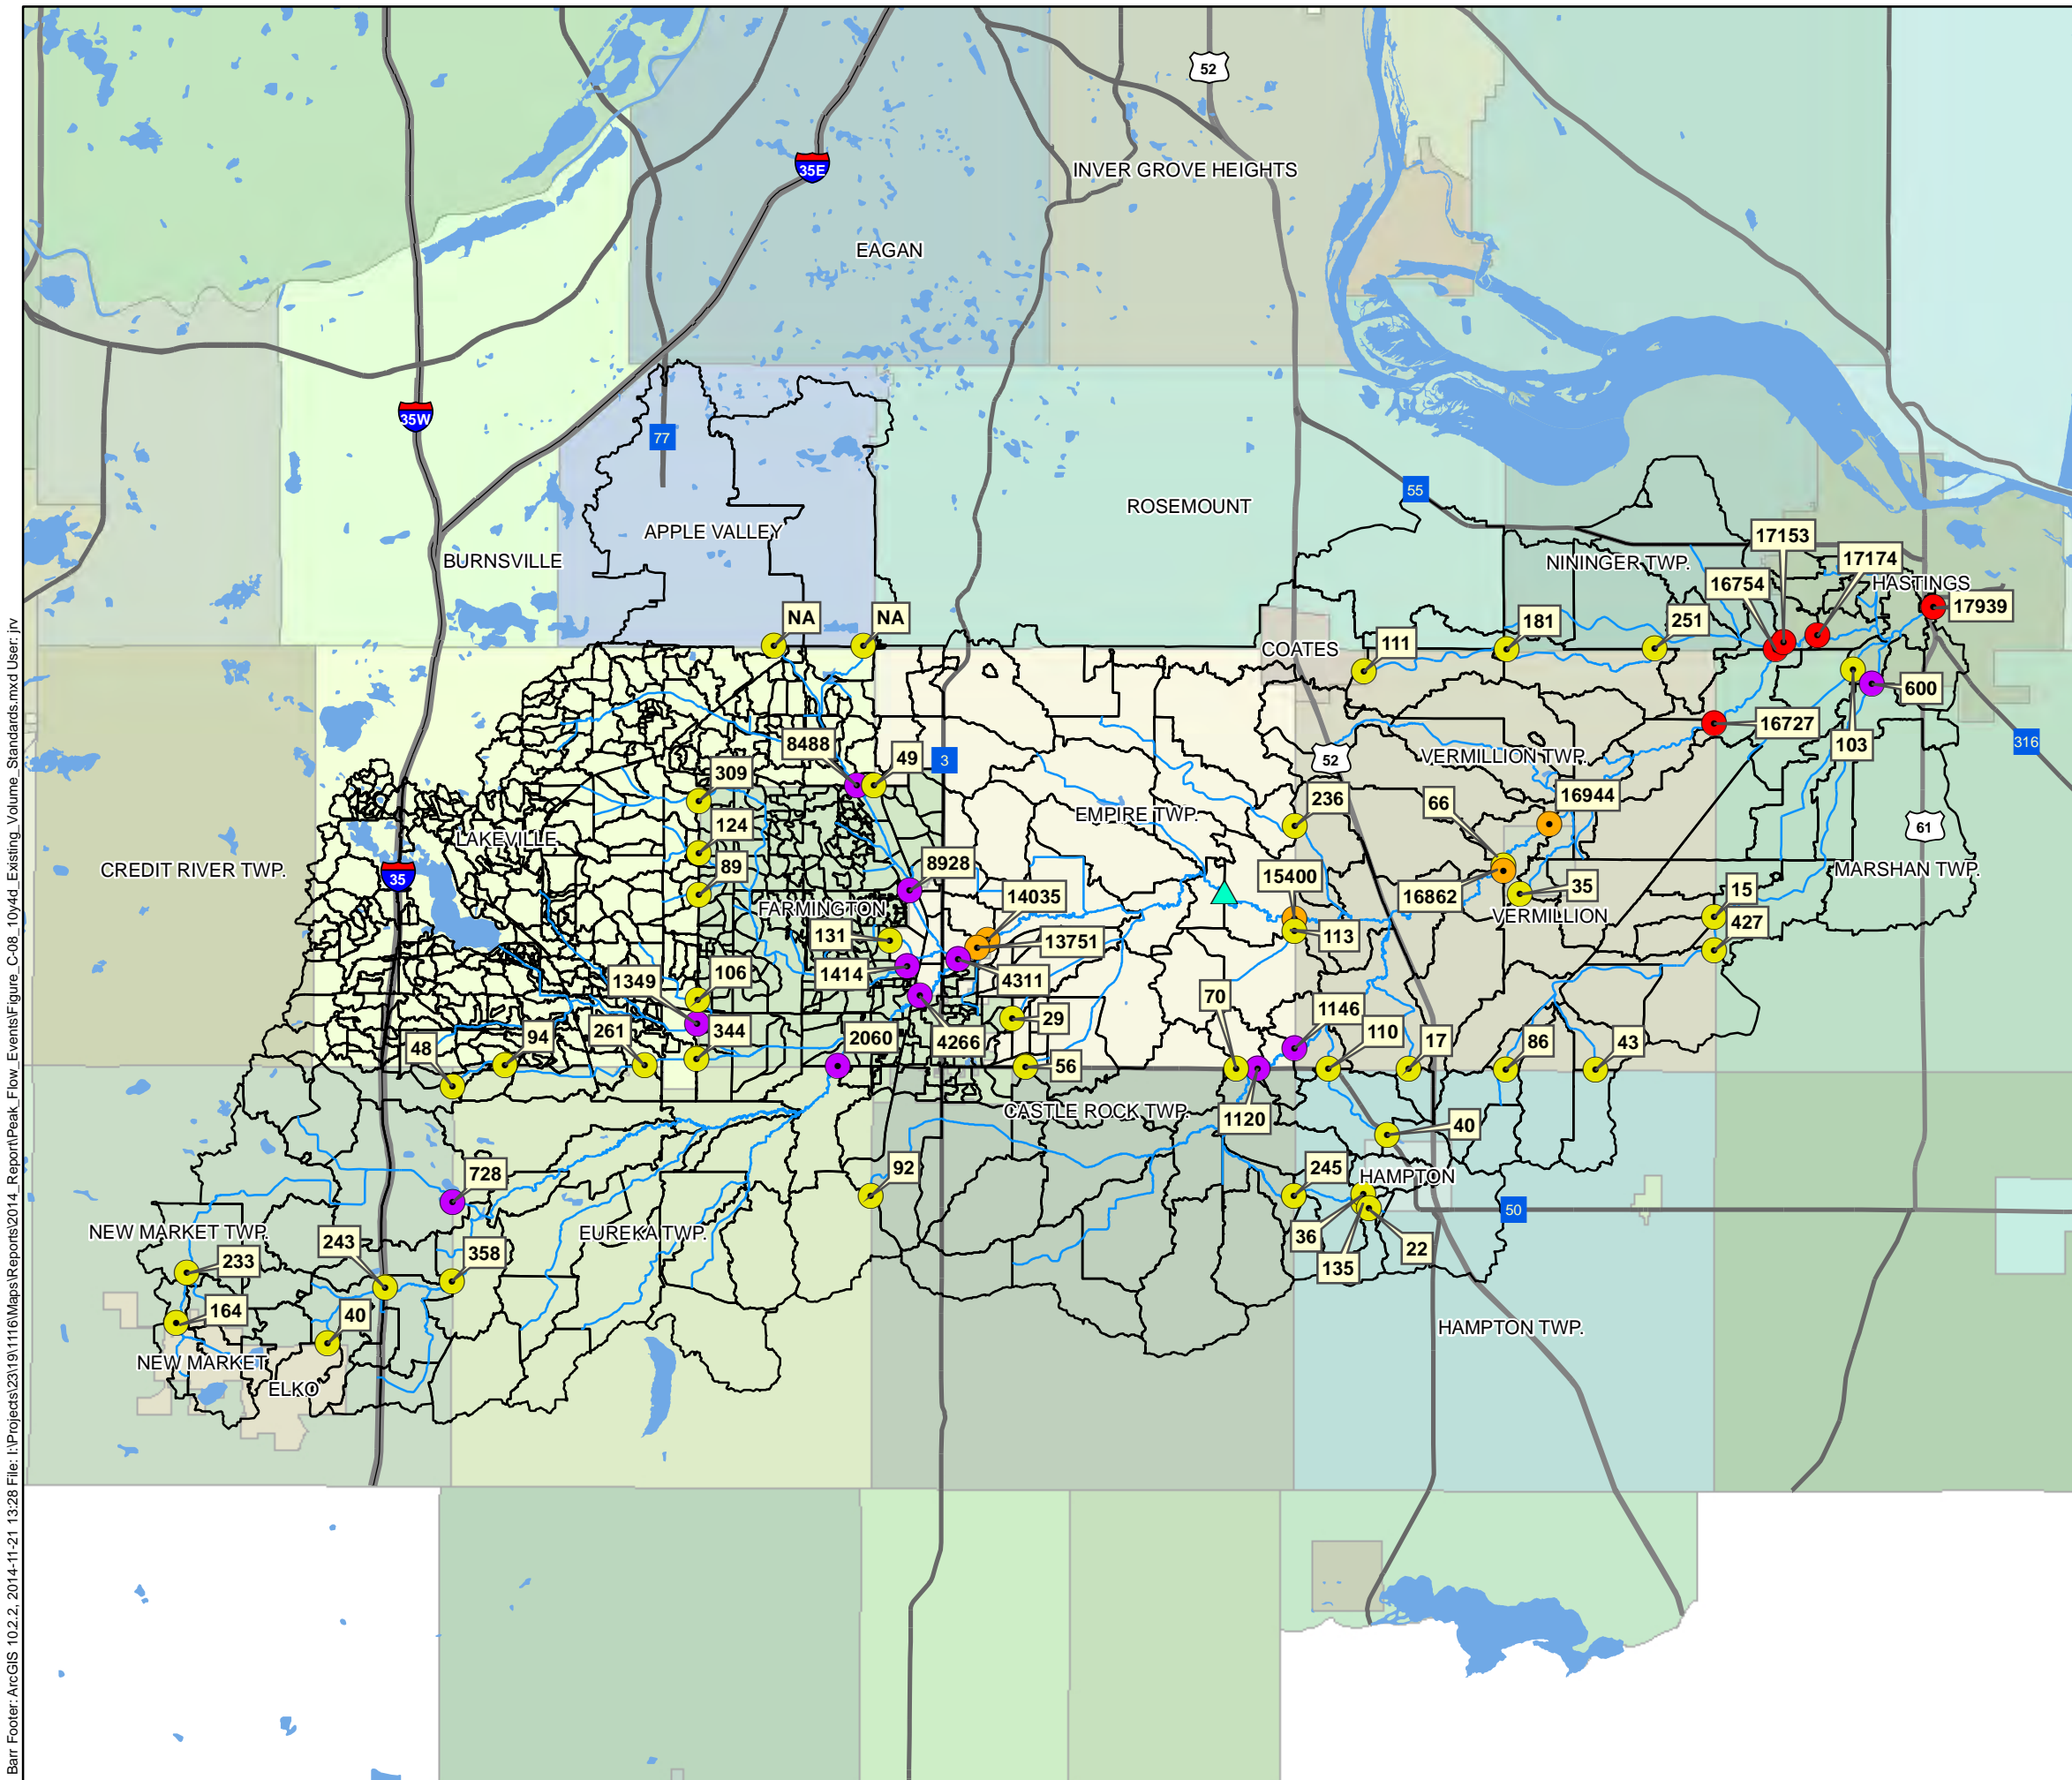 52
35E
INVER GROVE HEIGHTS
EAGAN
35W
77
55
ROSEMOUNT
APPLE VALLEY
BURNSVILLE
17153
17174
NININGER TWP.
16754
HASTINGS
17939
NA
NA
181
251
111
COATES
600
16727
103
316
8488
49
3
52
VERMILLION TWP.
309
236
66
16944
EMPIRE TWP.
124
61
LAKEVILLE
89
8928
15400
CREDIT RIVER TWP.
35
MARSHAN TWP.
14035
16862
35
15
FARMINGTON
VERMILLION
427
131
13751
113
1349
106
1414
4311
70
1146
48
94
261
344
2060
4266
29
110
17
86
43
56
CASTLE ROCK TWP.
1120
40
728
92
245
HAMPTON
NEW MARKET TWP.
243
EUREKA TWP.
36
50
233
358
135
22
164
40
HAMPTON TWP.
NEW MARKET
ELKO
Barr Footer: ArcGIS 10.2.2, 2014-11-21 13:28 File: I:\Projects\23\19\1116\Maps\Reports\2014_Report\Peak_Flow_Events\Figure_C-08_10y4d_Existing_Volume_Standards.mxd User: jrv